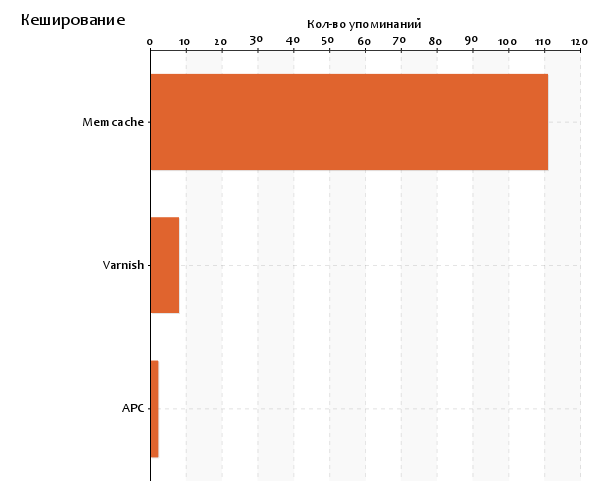 Кеширование
Кол-во упоминаний
0 10 20 30 40 50 60 70 80 90 100 110 120
Memcache
Varnish
APC